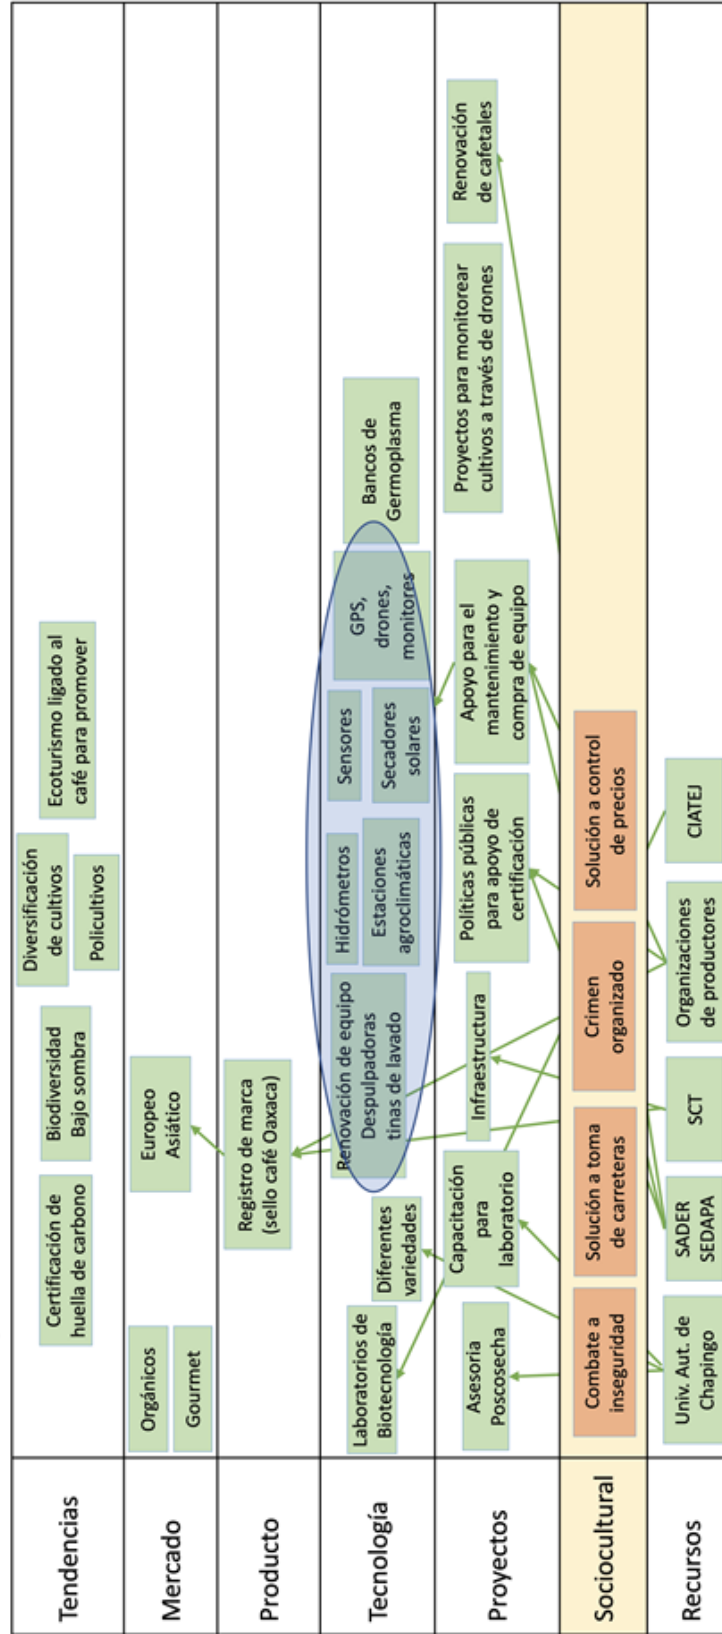 Tendencias
Certificación de
huella de carbono
Biodiversidad
Bajo sombra
Diversificación
de cultivos
Policultivos
Ecoturismo ligado al
café para promover
Mercado
Orgánicos
Gourmet
Europeo
Asiático
Producto
Registro de marca
(sello café Oaxaca)
Tecnología
Laboratorios de
Biotecnología
Diferentes
variedades
Renovación de equipo
Despulpadoras
tinas de lavado
Hidrómetros
Estaciones
agroclimáticas
Sensores
Secadores
solares
GPS,
drones,
monitores
Bancos de
Germoplasma
Proyectos
Asesoria
Poscosecha
Capacitación
para
laboratorio
Infraestructura
Políticas públicas
para apoyo de
certificación
Apoyo para el
mantenimiento y
compra de equipo
Proyectos para monitorear
cultivos a través de drones
Renovación
de cafetales
Sociocultural
Combate a
inseguridad
Solución a toma
de carreteras
Crimen
organizado
Solución a control
de precios
Recursos
Univ. Aut. de
Chapingo
SADER
SEDAPA
SCT
Organizaciones
de productores
CIATEJ